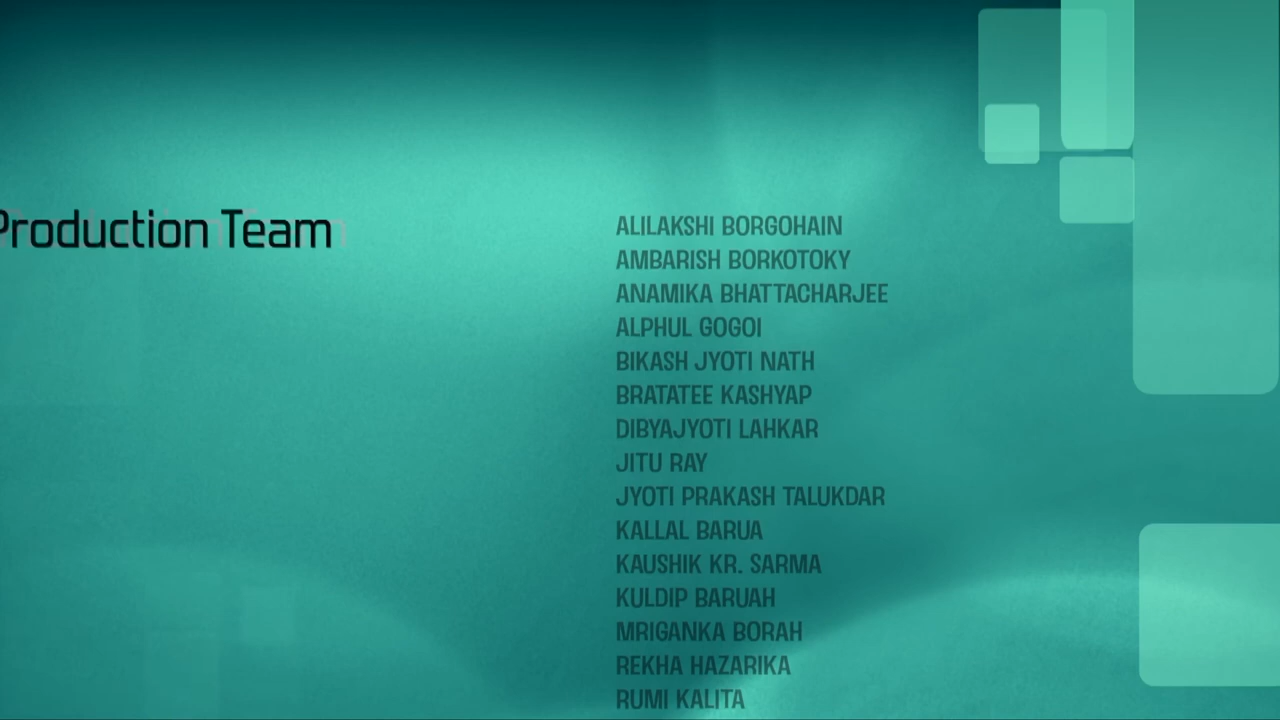 Production Team
ALILAKSHI BORGOHAIN
AMBARISH BORKOTOKY
ANAMIKA BHATTACHARJEE
ALPHUL GOGOI
BIKASH JYOTI NATH
BRATATEE KASHYAP
DIBYAJYOTI LAHKAR
JITU RAY
JYOTI PRAKASH TALUKDAR
KALLAL BARUA
KAUSHIK KR. SARMA
KULDIP BARUAH
MRIGANKA BORAH
REKHA HAZARIKA
RUMI KALITA